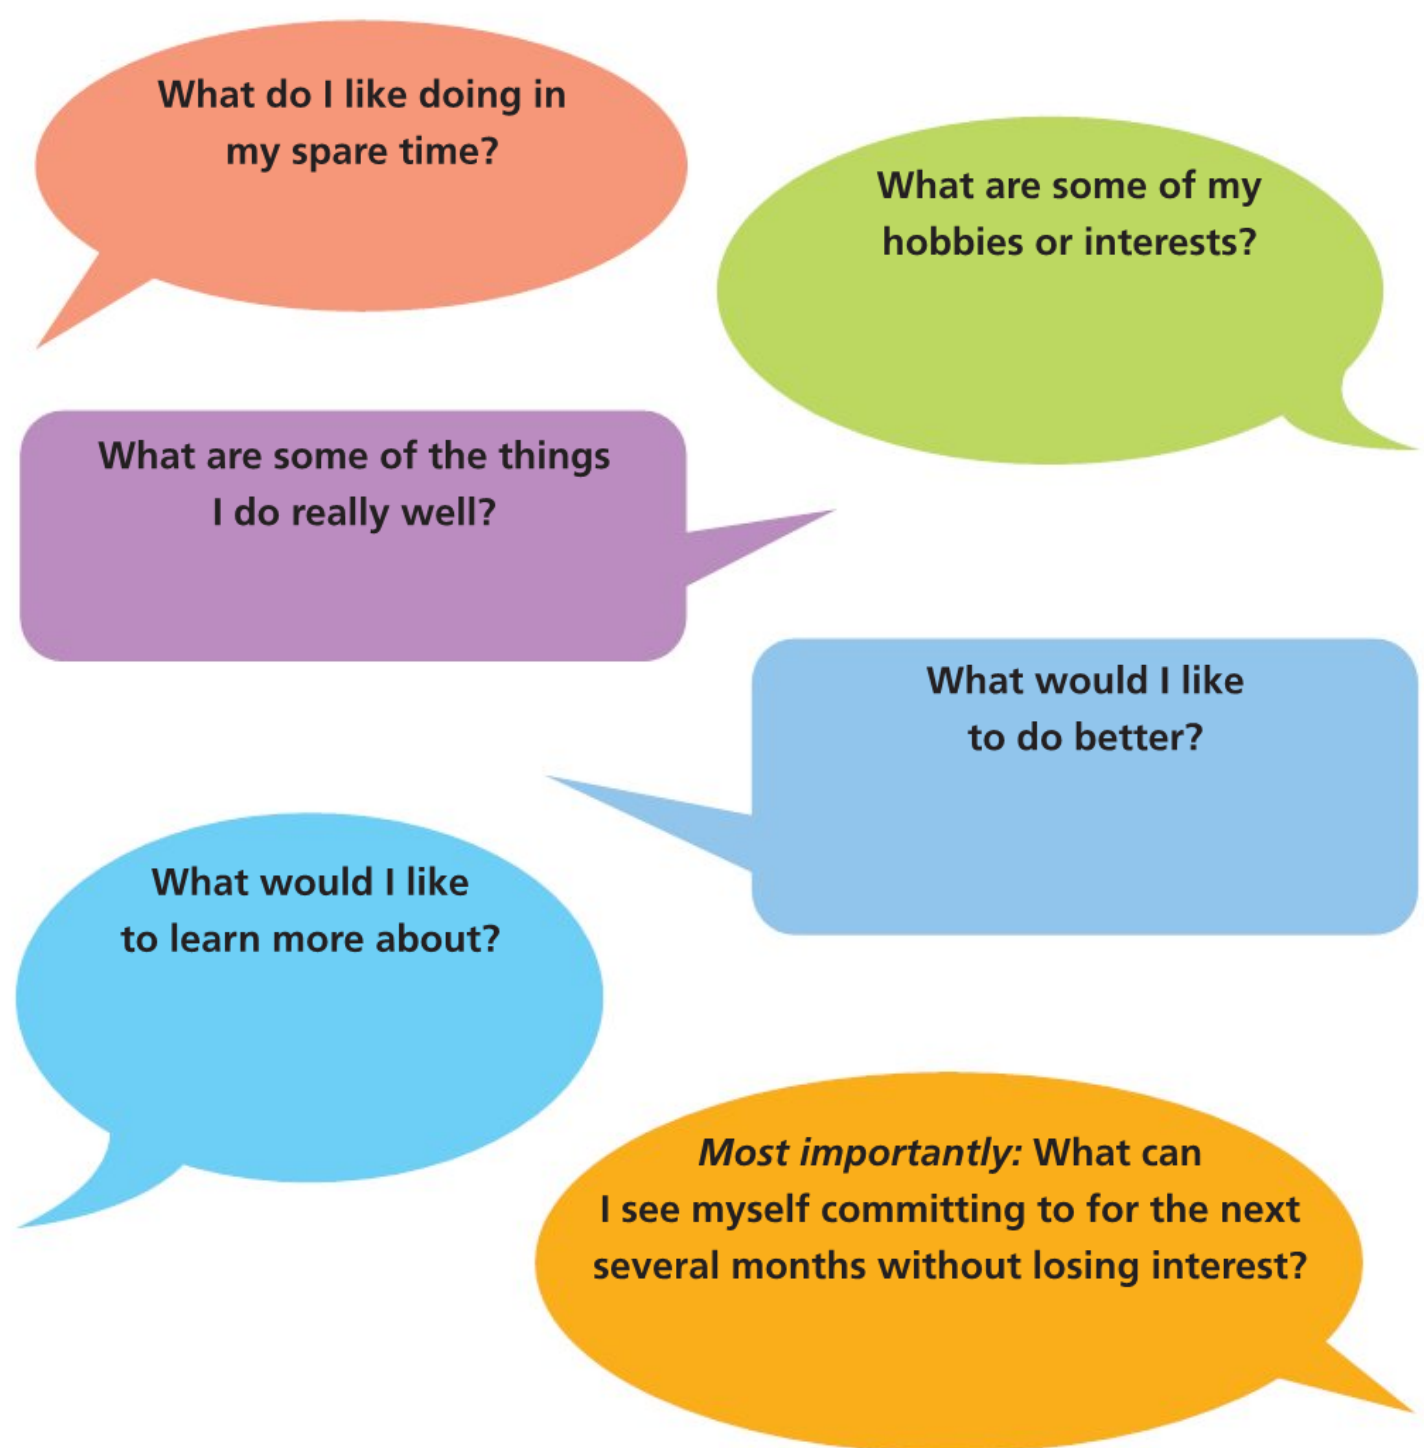 What do I like doing in
my spare time?
What are some of my
hobbies or interests?
What are some of the things
I do really well?
What would I like
to do better?
What would I like
to learn more about?
Most importantly: What can
I see myself committing to for the next
several months without losing interest?